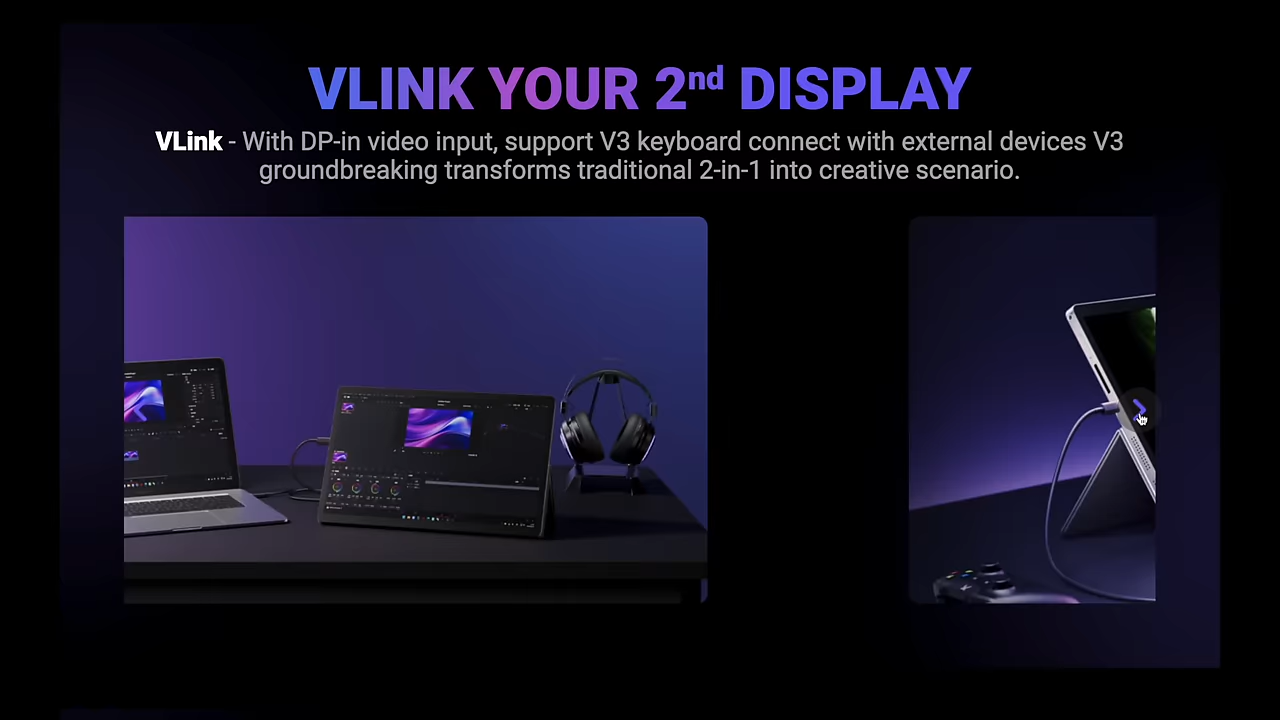 VLINK YOUR 2nd DISPLAY
VLink - With DP-in video input, support V3 keyboard connect with external devices V3
groundbreaking transforms traditional 2-in-1 into creative scenario.